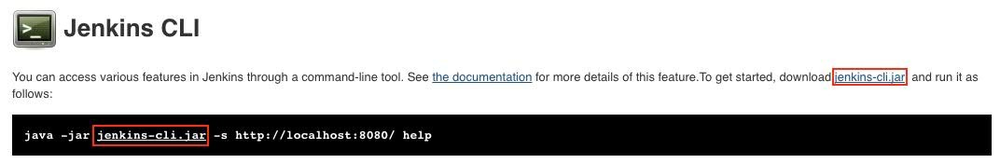 >_ Jenkins CLI
You can access various features in Jenkins through a command-line tool. See the documentation for more details of this feature.To get started, download jenkins-cli.jar, and run it as
follows:
java -jar jenkins-cli.jar -s http://localhost:8080/ help